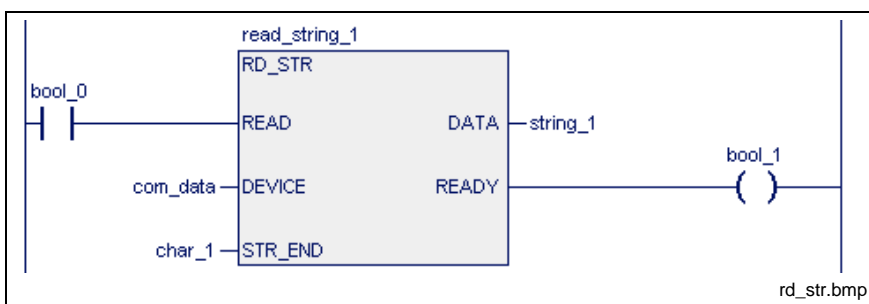 read_string_1
RD_STR
bool_0
READ DATA string_1
bool_1
com_data DEVICE READY
char_1 STR_END
rd_str.bmp